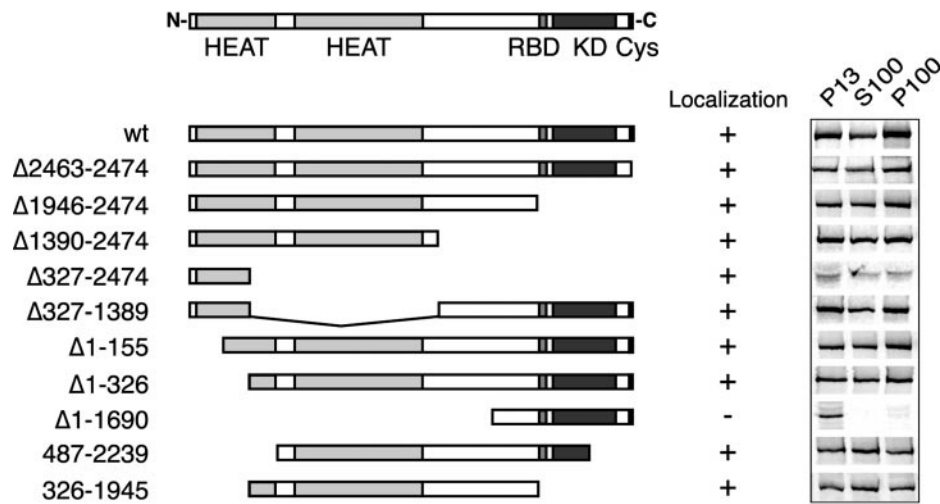 N- -C
HEAT HEAT RBD KD Cys
Localization P13 S100 P100
wt +
Δ2463-2474 +
Δ1946-2474 +
Δ1390-2474 +
Δ327-2474 +
Δ327-1389 +
Δ1-155 +
Δ1-326 +
Δ1-1690 -
487-2239 +
326-1945 +